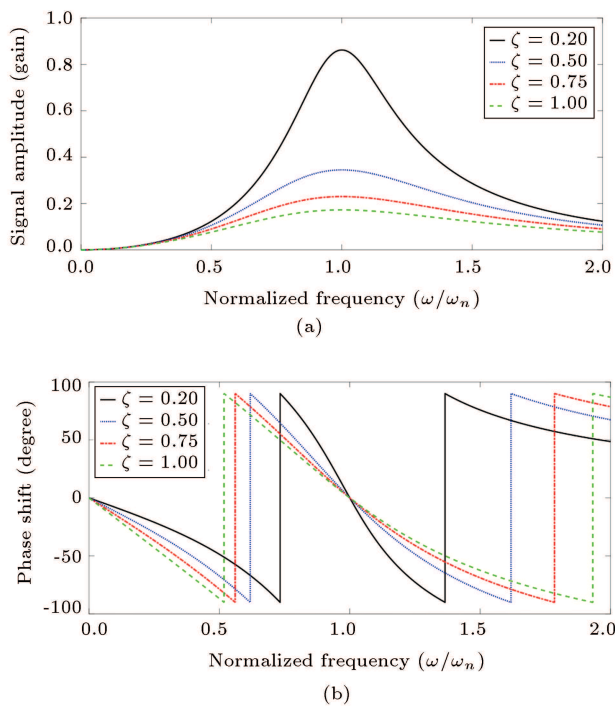 1.0
0.8
0.6
0.4
0.2
0.0
Signal amplitude (gain)
ζ = 0.20
ζ = 0.50
ζ = 0.75
ζ = 1.00
0.0 0.5 1.0 1.5 2.0
Normalized frequency (ω/ωn)
(a)
100
50
0
-50
-100
Phase shift (degree)
ζ = 0.20
ζ = 0.50
ζ = 0.75
ζ = 1.00
0.0 0.5 1.0 1.5 2.0
Normalized frequency (ω/ωn)
(b)